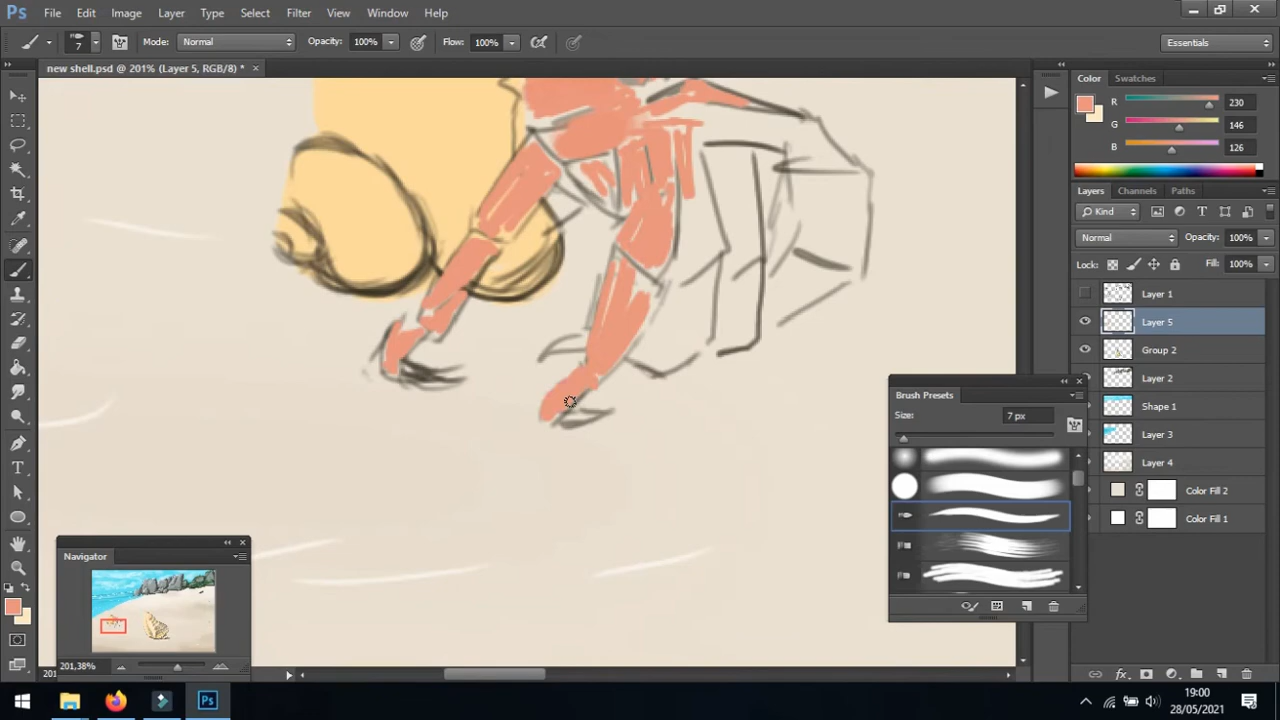 Ps File Edit Image Layer Type Select Filter View Window Help
7 Mode: Normal Opacity: 100% Flow: 100% Essentials
new shell.psd @ 201% (Layer 5, RGB/8) * ×
Color Swatches
R 230
G 146
B 126
Layers Channels Paths
Kind
Normal Opacity: 100%
Lock: Fill: 100%
Layer 1
Layer 5
Group 2
Layer 2
Shape 1
Layer 3
Layer 4
Color Fill 2
Color Fill 1
Brush Presets
Size: 7 px
Navigator
201,38%
201
Ps
19:00
28/05/2021